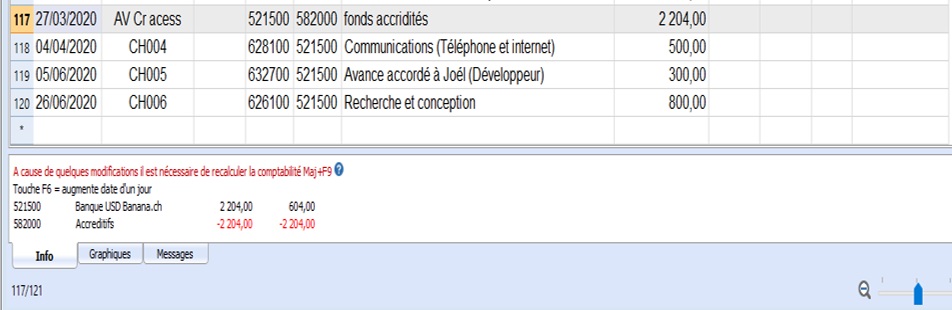 117 27/03/2020 AV Cr acess 521500 582000 fonds accridités 2 204,00
118 04/04/2020 CH004 628100 521500 Communications (Téléphone et internet) 500,00
119 05/06/2020 CH005 632700 521500 Avance accordé à Joél (Développeur) 300,00
120 26/06/2020 CH006 626100 521500 Recherche et conception 800,00
*
A cause de quelques modifications il est nécessaire de recalculer la comptabilité Maj+F9 ?
Touche F6 = augmente date d'un jour
521500 Banque USD Banana.ch 2 204,00 604,00
582000 Accreditifs -2 204,00 -2 204,00
Info Graphiques Messages
117/121